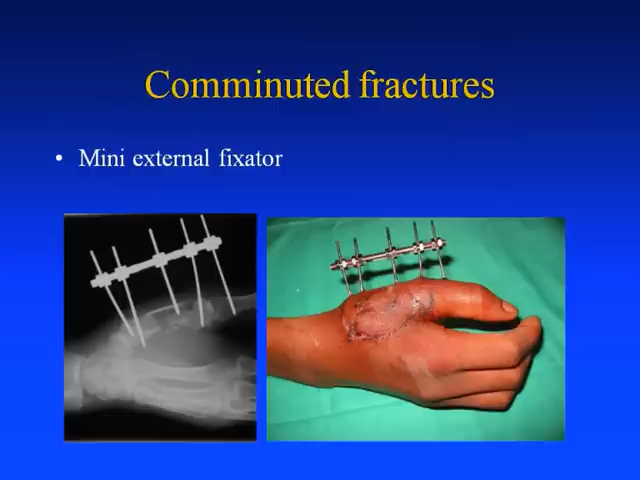 Comminuted fractures
• Mini external fixator